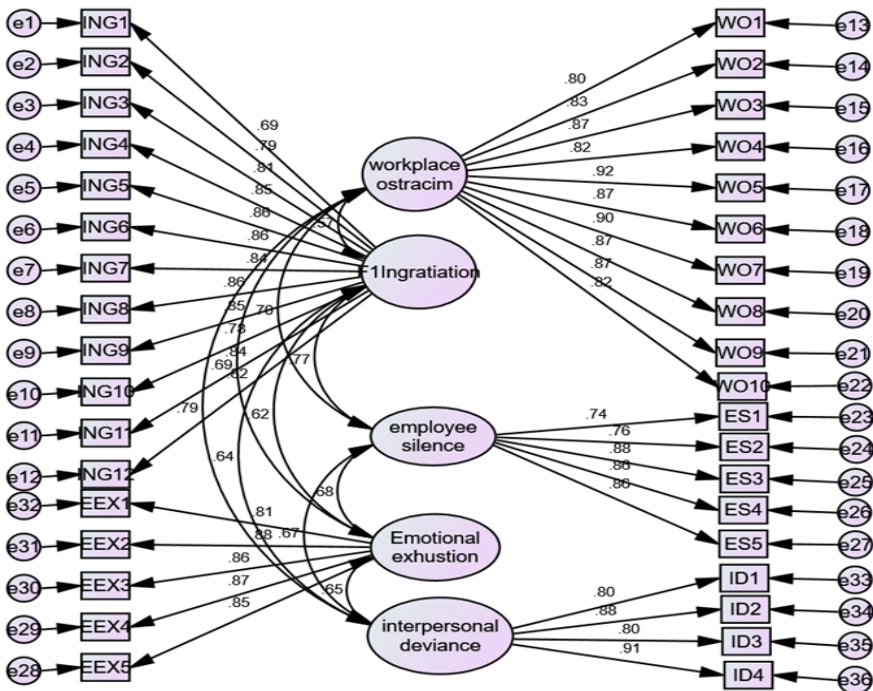 e1 ING1
e2 ING2
e3 ING3
e4 ING4
e5 ING5
e6 ING6
e7 ING7
e8 ING8
e9 ING9
e10 ING10
e11 ING11
e12 ING12
e32 EEX1
e31 EEX2
e30 EEX3
e29 EEX4
e28 EEX5
.69
.79
.81
.85
.86
.86
.84
.86
.85
.78
.84
.82
.79
.57
.70
.77
.69
.62
.64
.68
.67
.65
.81
.88
.86
.87
.85
workplace
ostracim
F1Ingratiation
employee
silence
Emotional
exhustion
interpersonal
deviance
.80
.83
.87
.82
.92
.87
.90
.87
.87
.82
.74
.76
.88
.86
.86
.80
.88
.80
.91
WO1 e13
WO2 e14
WO3 e15
WO4 e16
WO5 e17
WO6 e18
WO7 e19
WO8 e20
WO9 e21
WO10 e22
ES1 e23
ES2 e24
ES3 e25
ES4 e26
ES5 e27
ID1 e33
ID2 e34
ID3 e35
ID4 e36